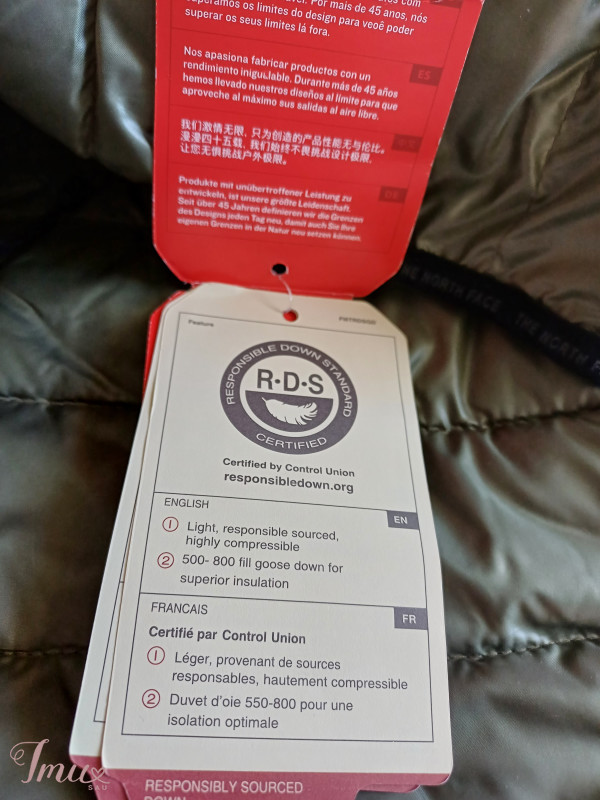 superamos os limites do design para veoê poder
superar os seus limites lá fora.
Nos apasiona fabricar productos con un
rendimiento inigualable. Durante más de 45 años
hemos llevado nuestros diseños al límite para que
aproveche al máximo sus salidas al aire libre.
ES
我们激情无限, 只为创造的产品性能无与伦比。
漫漫四十五载, 我们始终不畏挑战设计极限,
让您无惧挑战户外极限。
Produkte mit unübertroffener Leistung zu
entwickeln, ist unsere größte Leidenschaft.
Seit über 45 Jahren definieren wir die Grenzen
des Designs jeden Tag neu, damit auch Sie Ihre
eigenen Grenzen in der Natur neu setzen können.
DE
THE NORTH FACE THE NORTH F
Feature
RESPONSIBLE DOWN STANDARD
R·D·S
CERTIFIED
Certified by Control Union
responsibledown.org
ENGLISH
EN
1 Light, responsible sourced,
highly compressible
2 500- 800 fill goose down for
superior insulation
FRANCAIS
FR
Certifié par Control Union
1 Léger, provenant de sources
responsables, hautement compressible
2 Duvet d'oie 550-800 pour une
isolation optimale
RESPONSIBLY SOURCED
DOWN
Imux
SAU